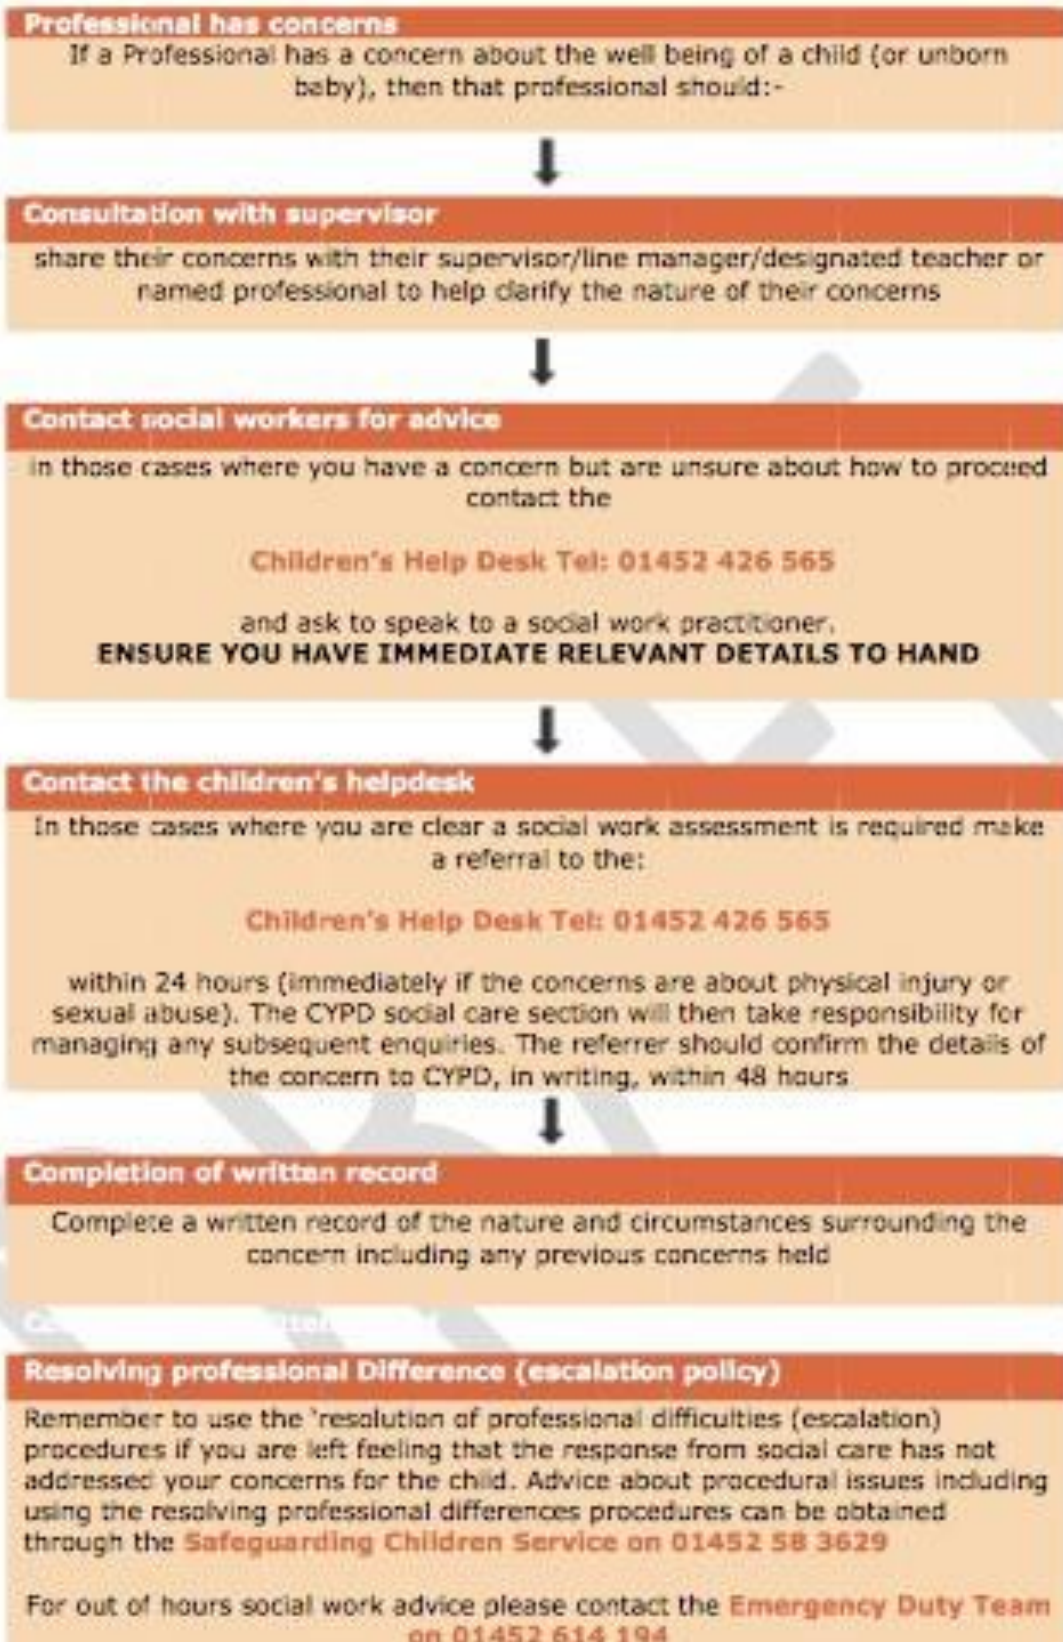 Professional has concerns
If a Professional has a concern about the well being of a child (or unborn
baby), then that professional should:-
Consultation with supervisor
share their concerns with their supervisor/line manager/designated teacher or
named professional to help clarify the nature of their concerns
Contact social workers for advice
in those cases where you have a concern but are unsure about how to proceed
contact the
Children's Help Desk Tel: 01452 426 565
and ask to speak to a social work practitioner.
ENSURE YOU HAVE IMMEDIATE RELEVANT DETAILS TO HAND
Contact the children's helpdesk
In those cases where you are clear a social work assessment is required make
a referral to the:
Children's Help Desk Tel: 01452 426 565
within 24 hours (immediately if the concerns are about physical injury or
sexual abuse). The CYPD social care section will then take responsibility for
managing any subsequent enquiries. The referrer should confirm the details of
the concern to CYPD, in writing, within 48 hours
Completion of written record
Complete a written record of the nature and circumstances surrounding the
concern including any previous concerns held
Resolving professional Difference (escalation policy)
Remember to use the 'resolution of professional difficulties (escalation)
procedures if you are left feeling that the response from social care has not
addressed your concerns for the child. Advice about procedural issues including
using the resolving professional differences procedures can be obtained
through the Safeguarding Children Service on 01452 58 3629
For out of hours social work advice please contact the Emergency Duty Team
on 01452 614 194